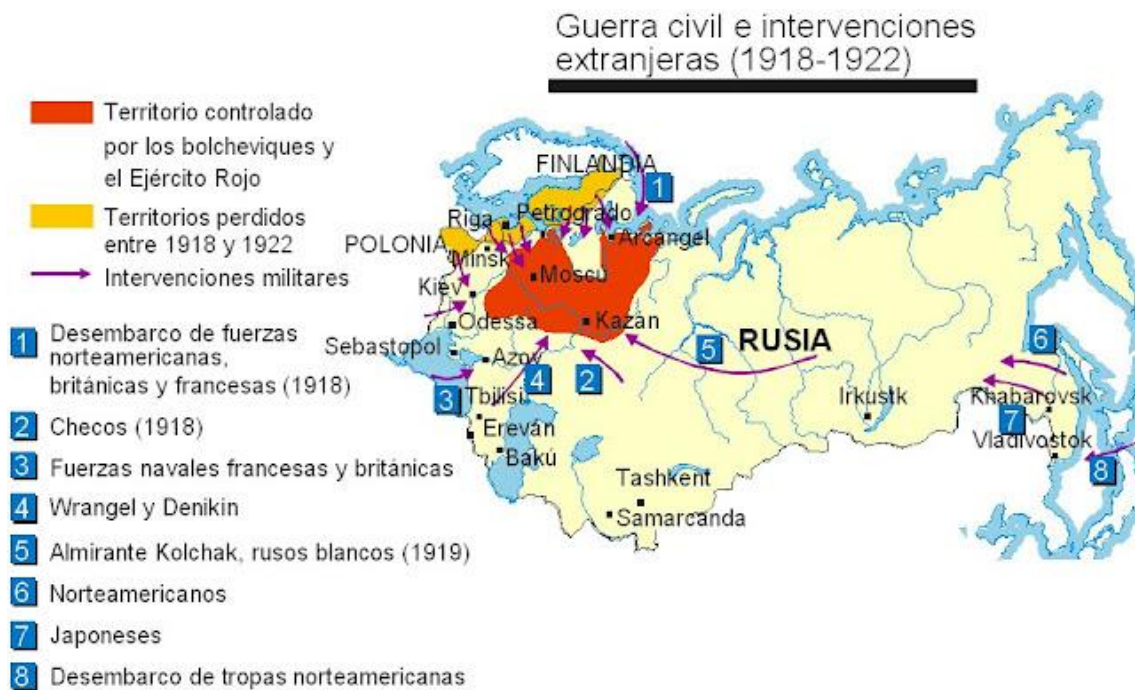 Guerra civil e intervenciones
extranjeras (1918-1922)
Territorio controlado
por los bolcheviques y
el Ejército Rojo
Territorios perdidos
entre 1918 y 1922
Intervenciones militares
1 Desembarco de fuerzas
norteamericanas,
británicas y francesas (1918)
2 Checos (1918)
3 Fuerzas navales francesas y británicas
4 Wrangel y Denikin
5 Almirante Kolchak, rusos blancos (1919)
6 Norteamericanos
7 Japoneses
8 Desembarco de tropas norteamericanas
FINLANDIA
1
Riga
Petrogrado
Arcangel
POLONIA
Minsk
Moscú
Kiev
Odessa
Kazán
Sebastopol
Azov
5
RUSIA
6
4
2
3
Tbilisi
Irkustk
Khabarovsk
7
Ereván
Vladivostok
Bakú
8
Tashkent
Samarcanda